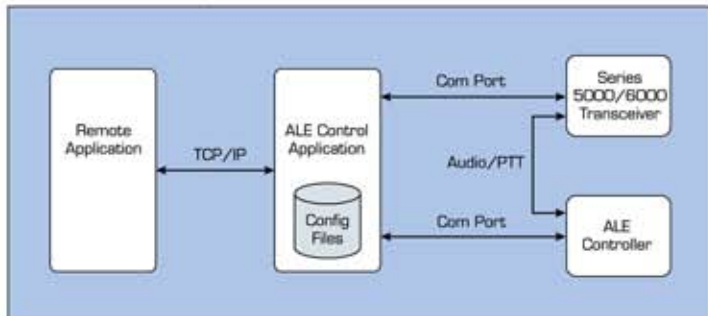 Remote
Application
TCP/IP
ALE Control
Application
Config
Files
Com Port
Series
5000/6000
Transceiver
Audio/PTT
Com Port
ALE
Controller